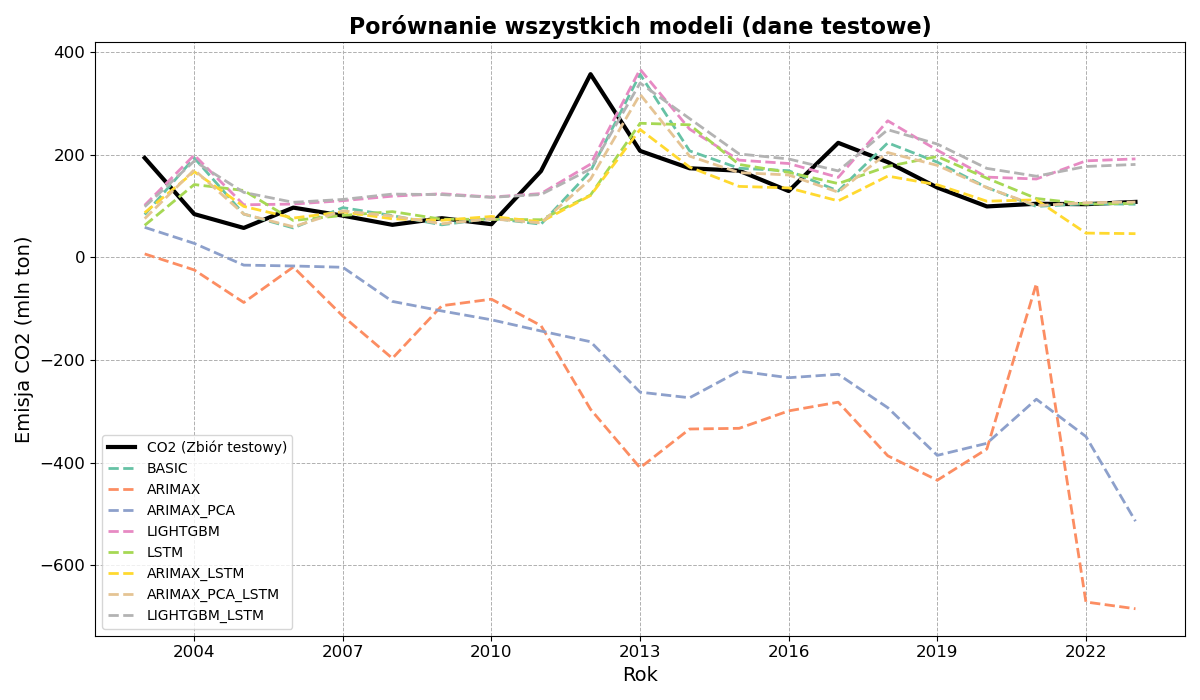 Porównanie wszystkich modeli (dane testowe)
Emisja CO2 (mln ton)
400
200
0
−200
−400
−600
CO2 (Zbiór testowy)
BASIC
ARIMAX
ARIMAX_PCA
LIGHTGBM
LSTM
ARIMAX_LSTM
ARIMAX_PCA_LSTM
LIGHTGBM_LSTM
2004 2007 2010 2013 2016 2019 2022
Rok